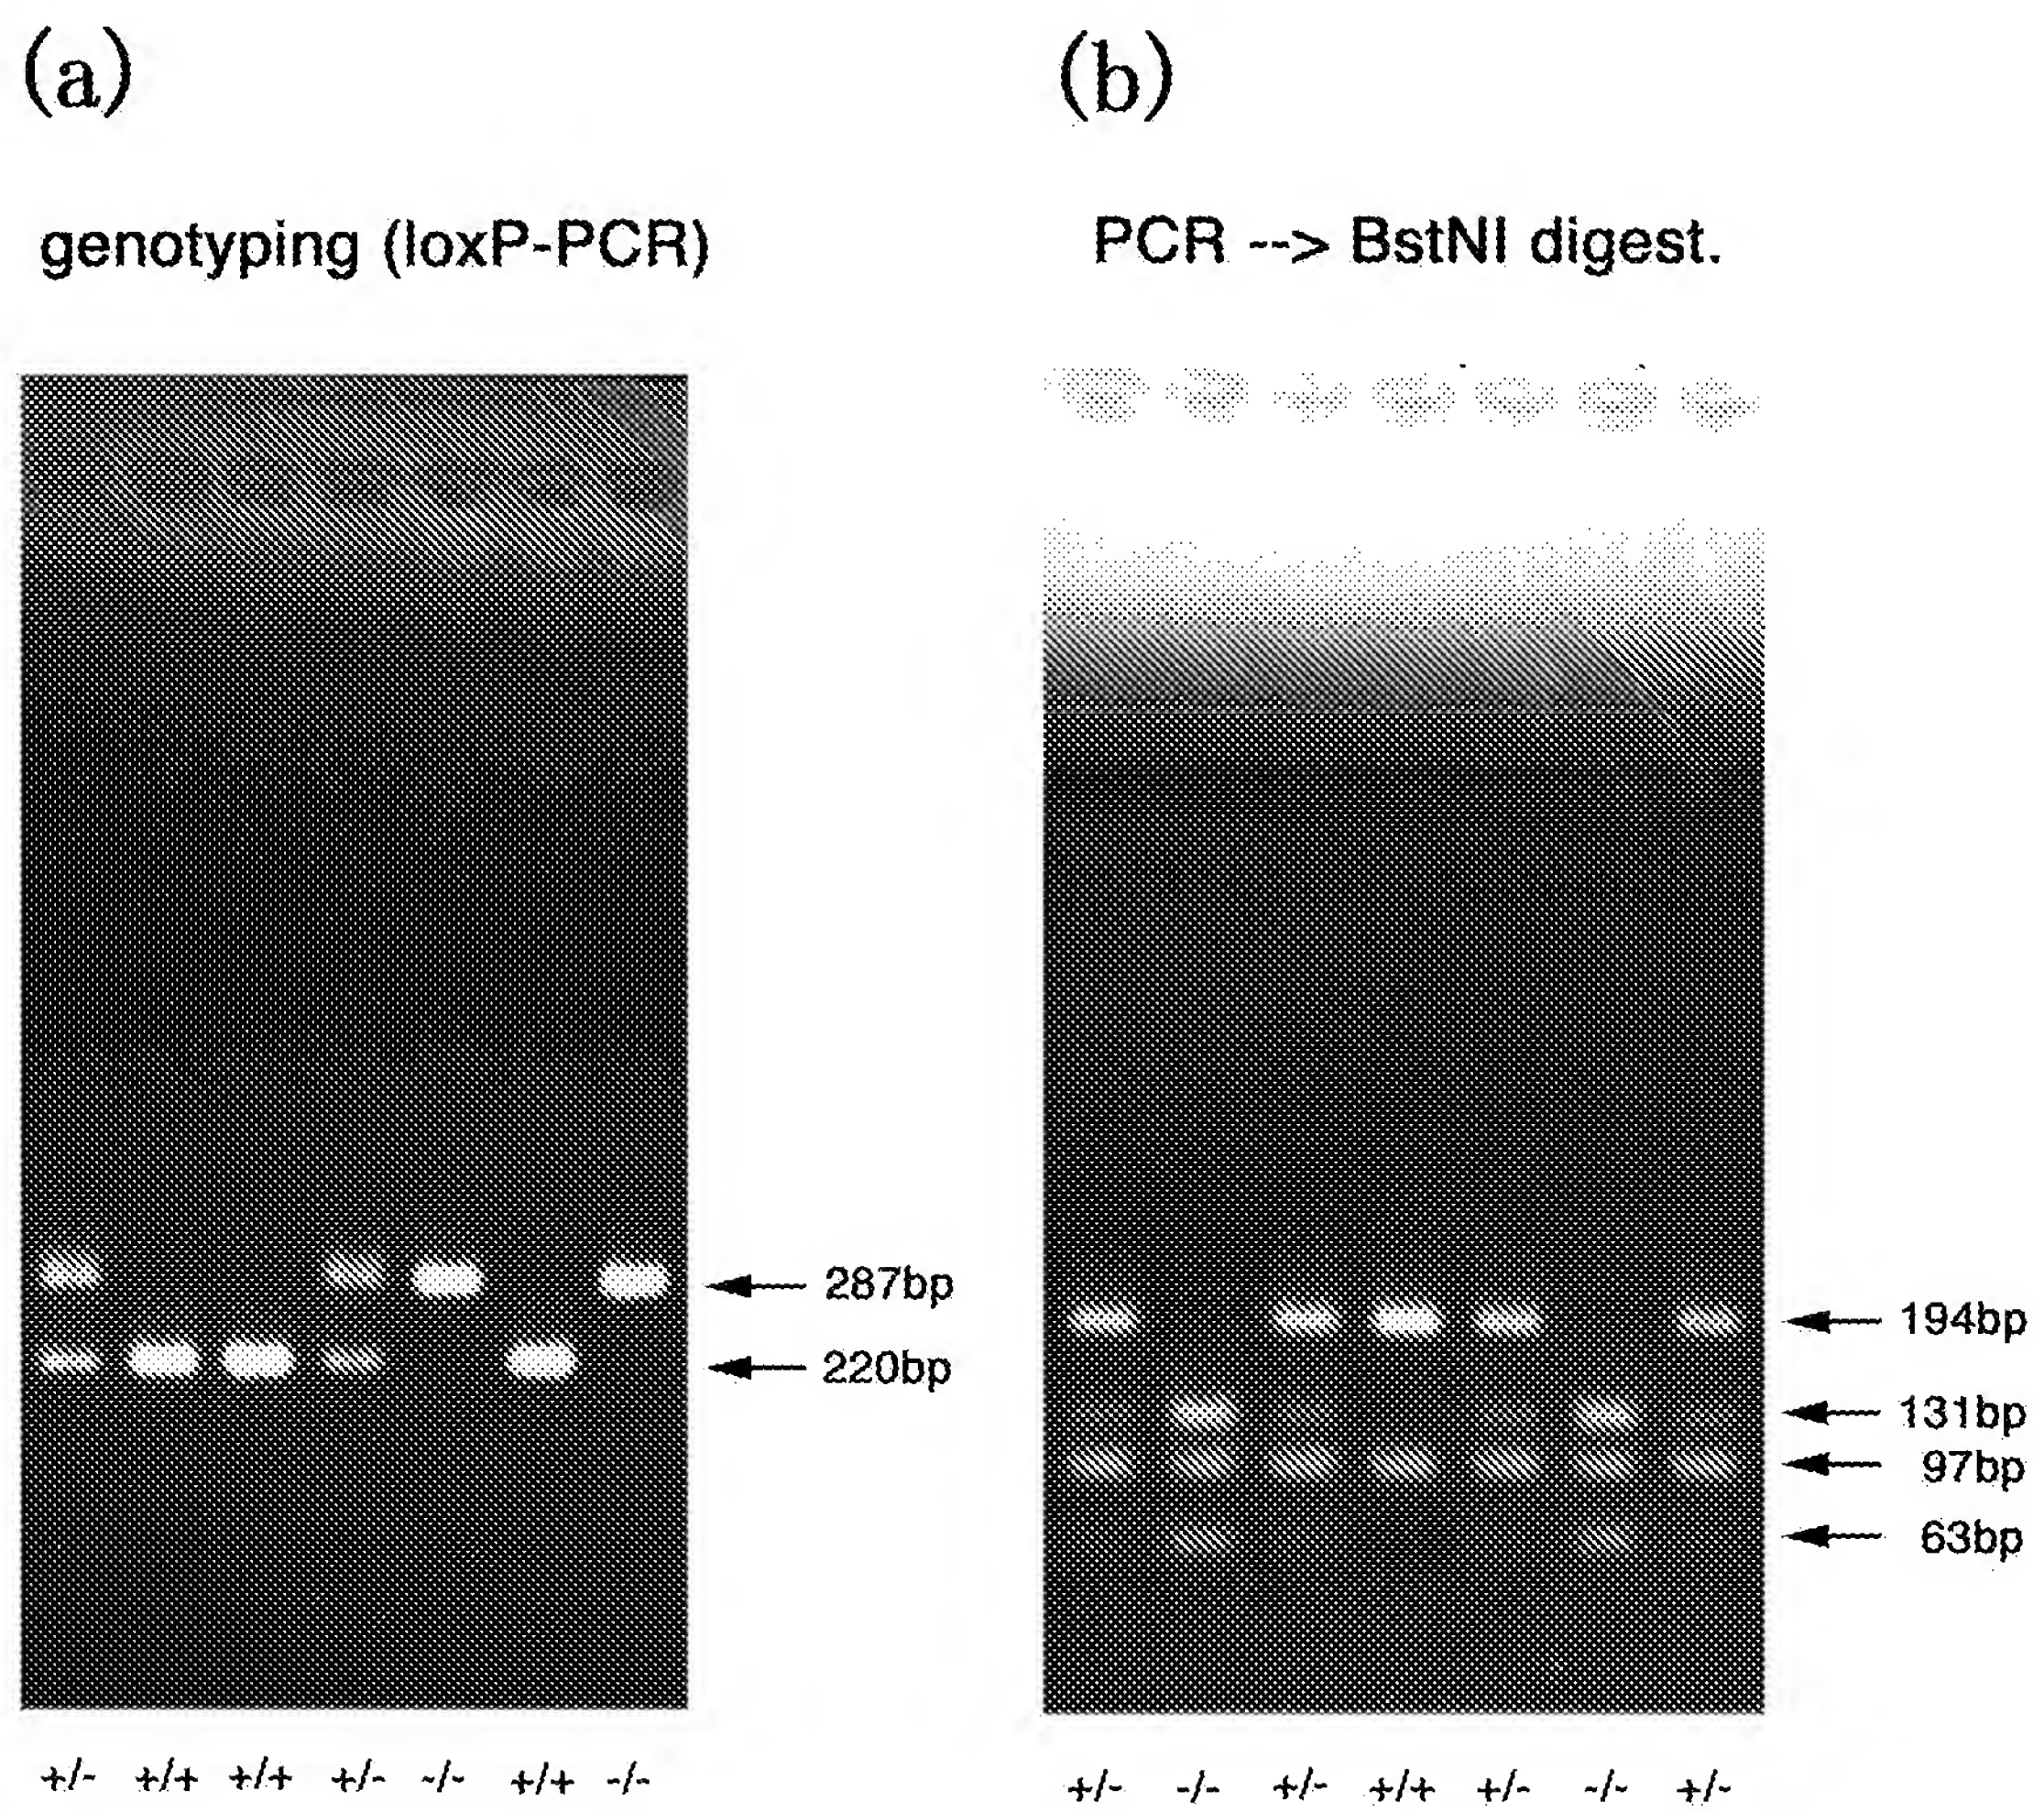 (a)
genotyping (loxP-PCR)
287bp
220bp
+/- +/+ +/+ +/- -/- +/+ -/-
(b)
PCR --> BstNI digest.
194bp
131bp
97bp
63bp
+/- -/- +/- +/+ +/- -/- +/-